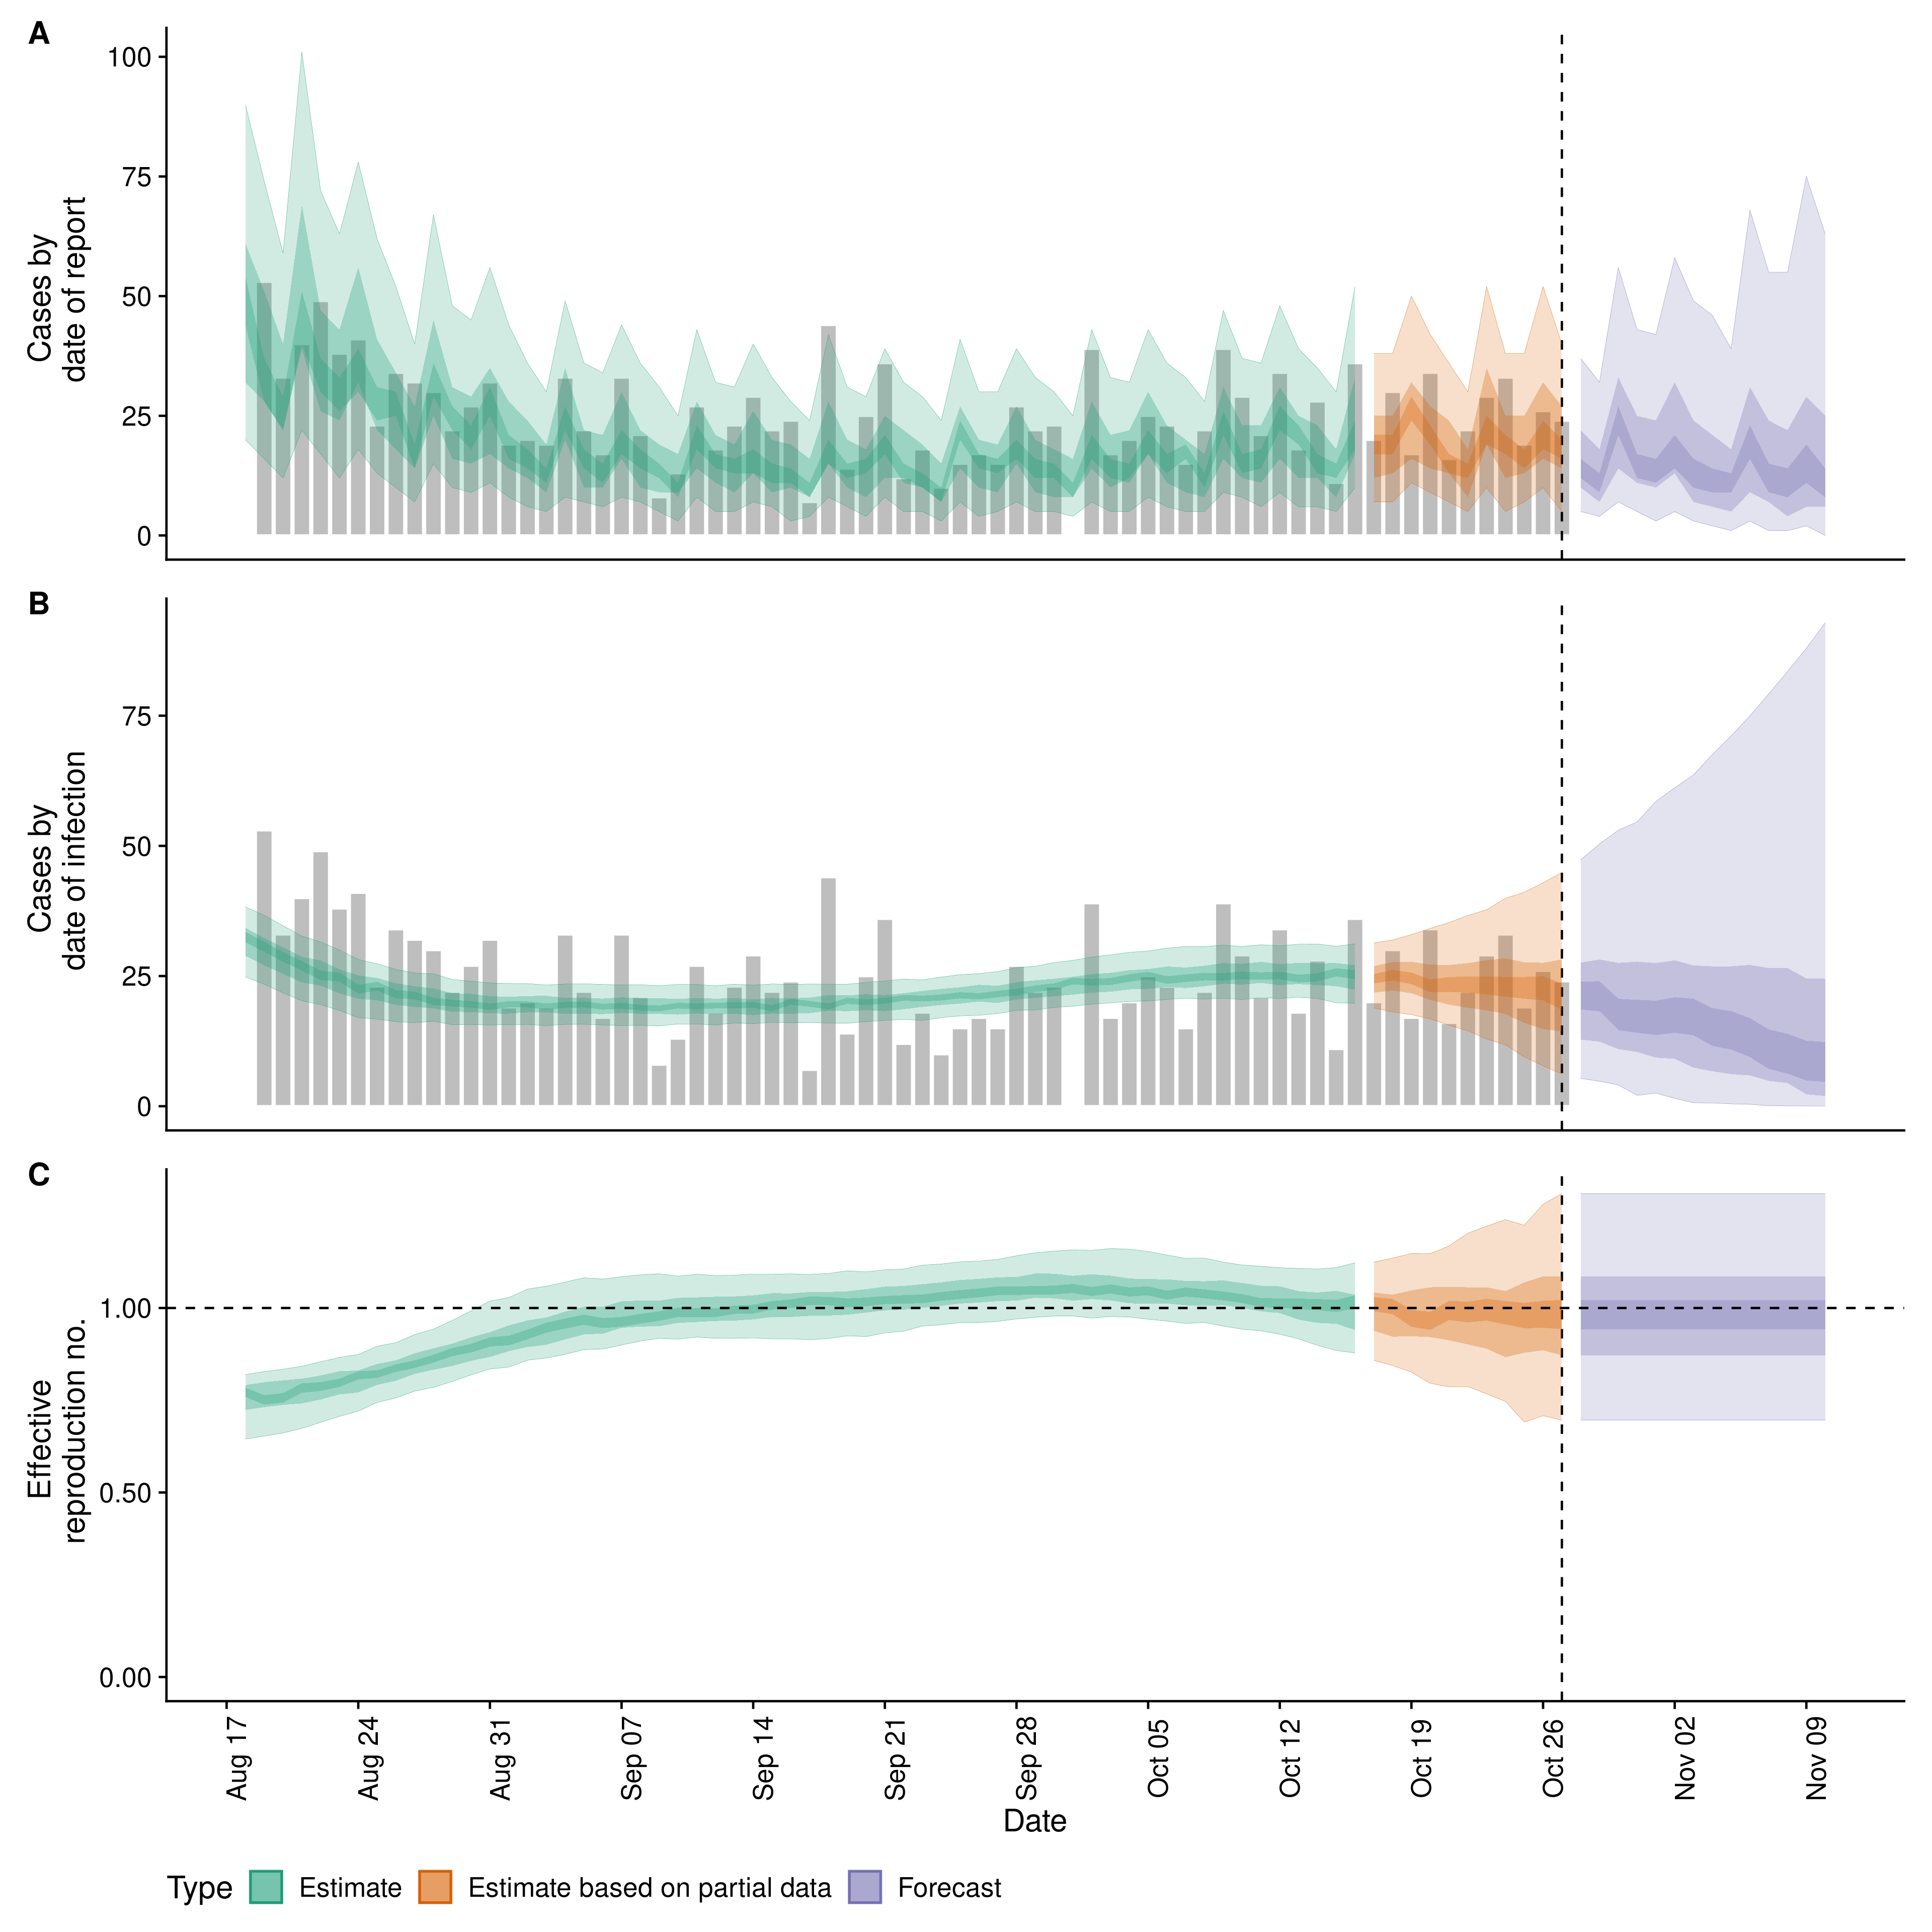 A
100
75
50
25
0
Cases by
date of report
B
75
50
25
0
Cases by
date of infection
C
1.00
0.50
0.00
Effective
reproduction no.
Aug 17
Aug 24
Aug 31
Sep 07
Sep 14
Sep 21
Sep 28
Oct 05
Oct 12
Oct 19
Oct 26
Nov 02
Nov 09
Date
Type Estimate Estimate based on partial data Forecast